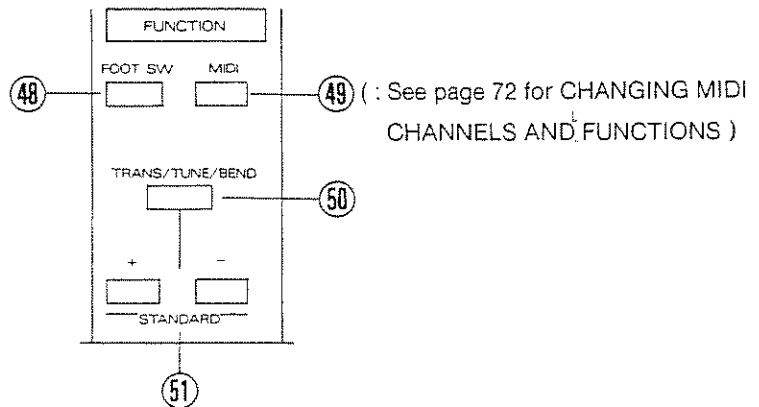 FUNCTION
FOOT SW MIDI
48 49 ( : See page 72 for CHANGING MIDI
CHANNELS AND FUNCTIONS )
TRANS/TUNE/BEND
50
+ −
STANDARD
51